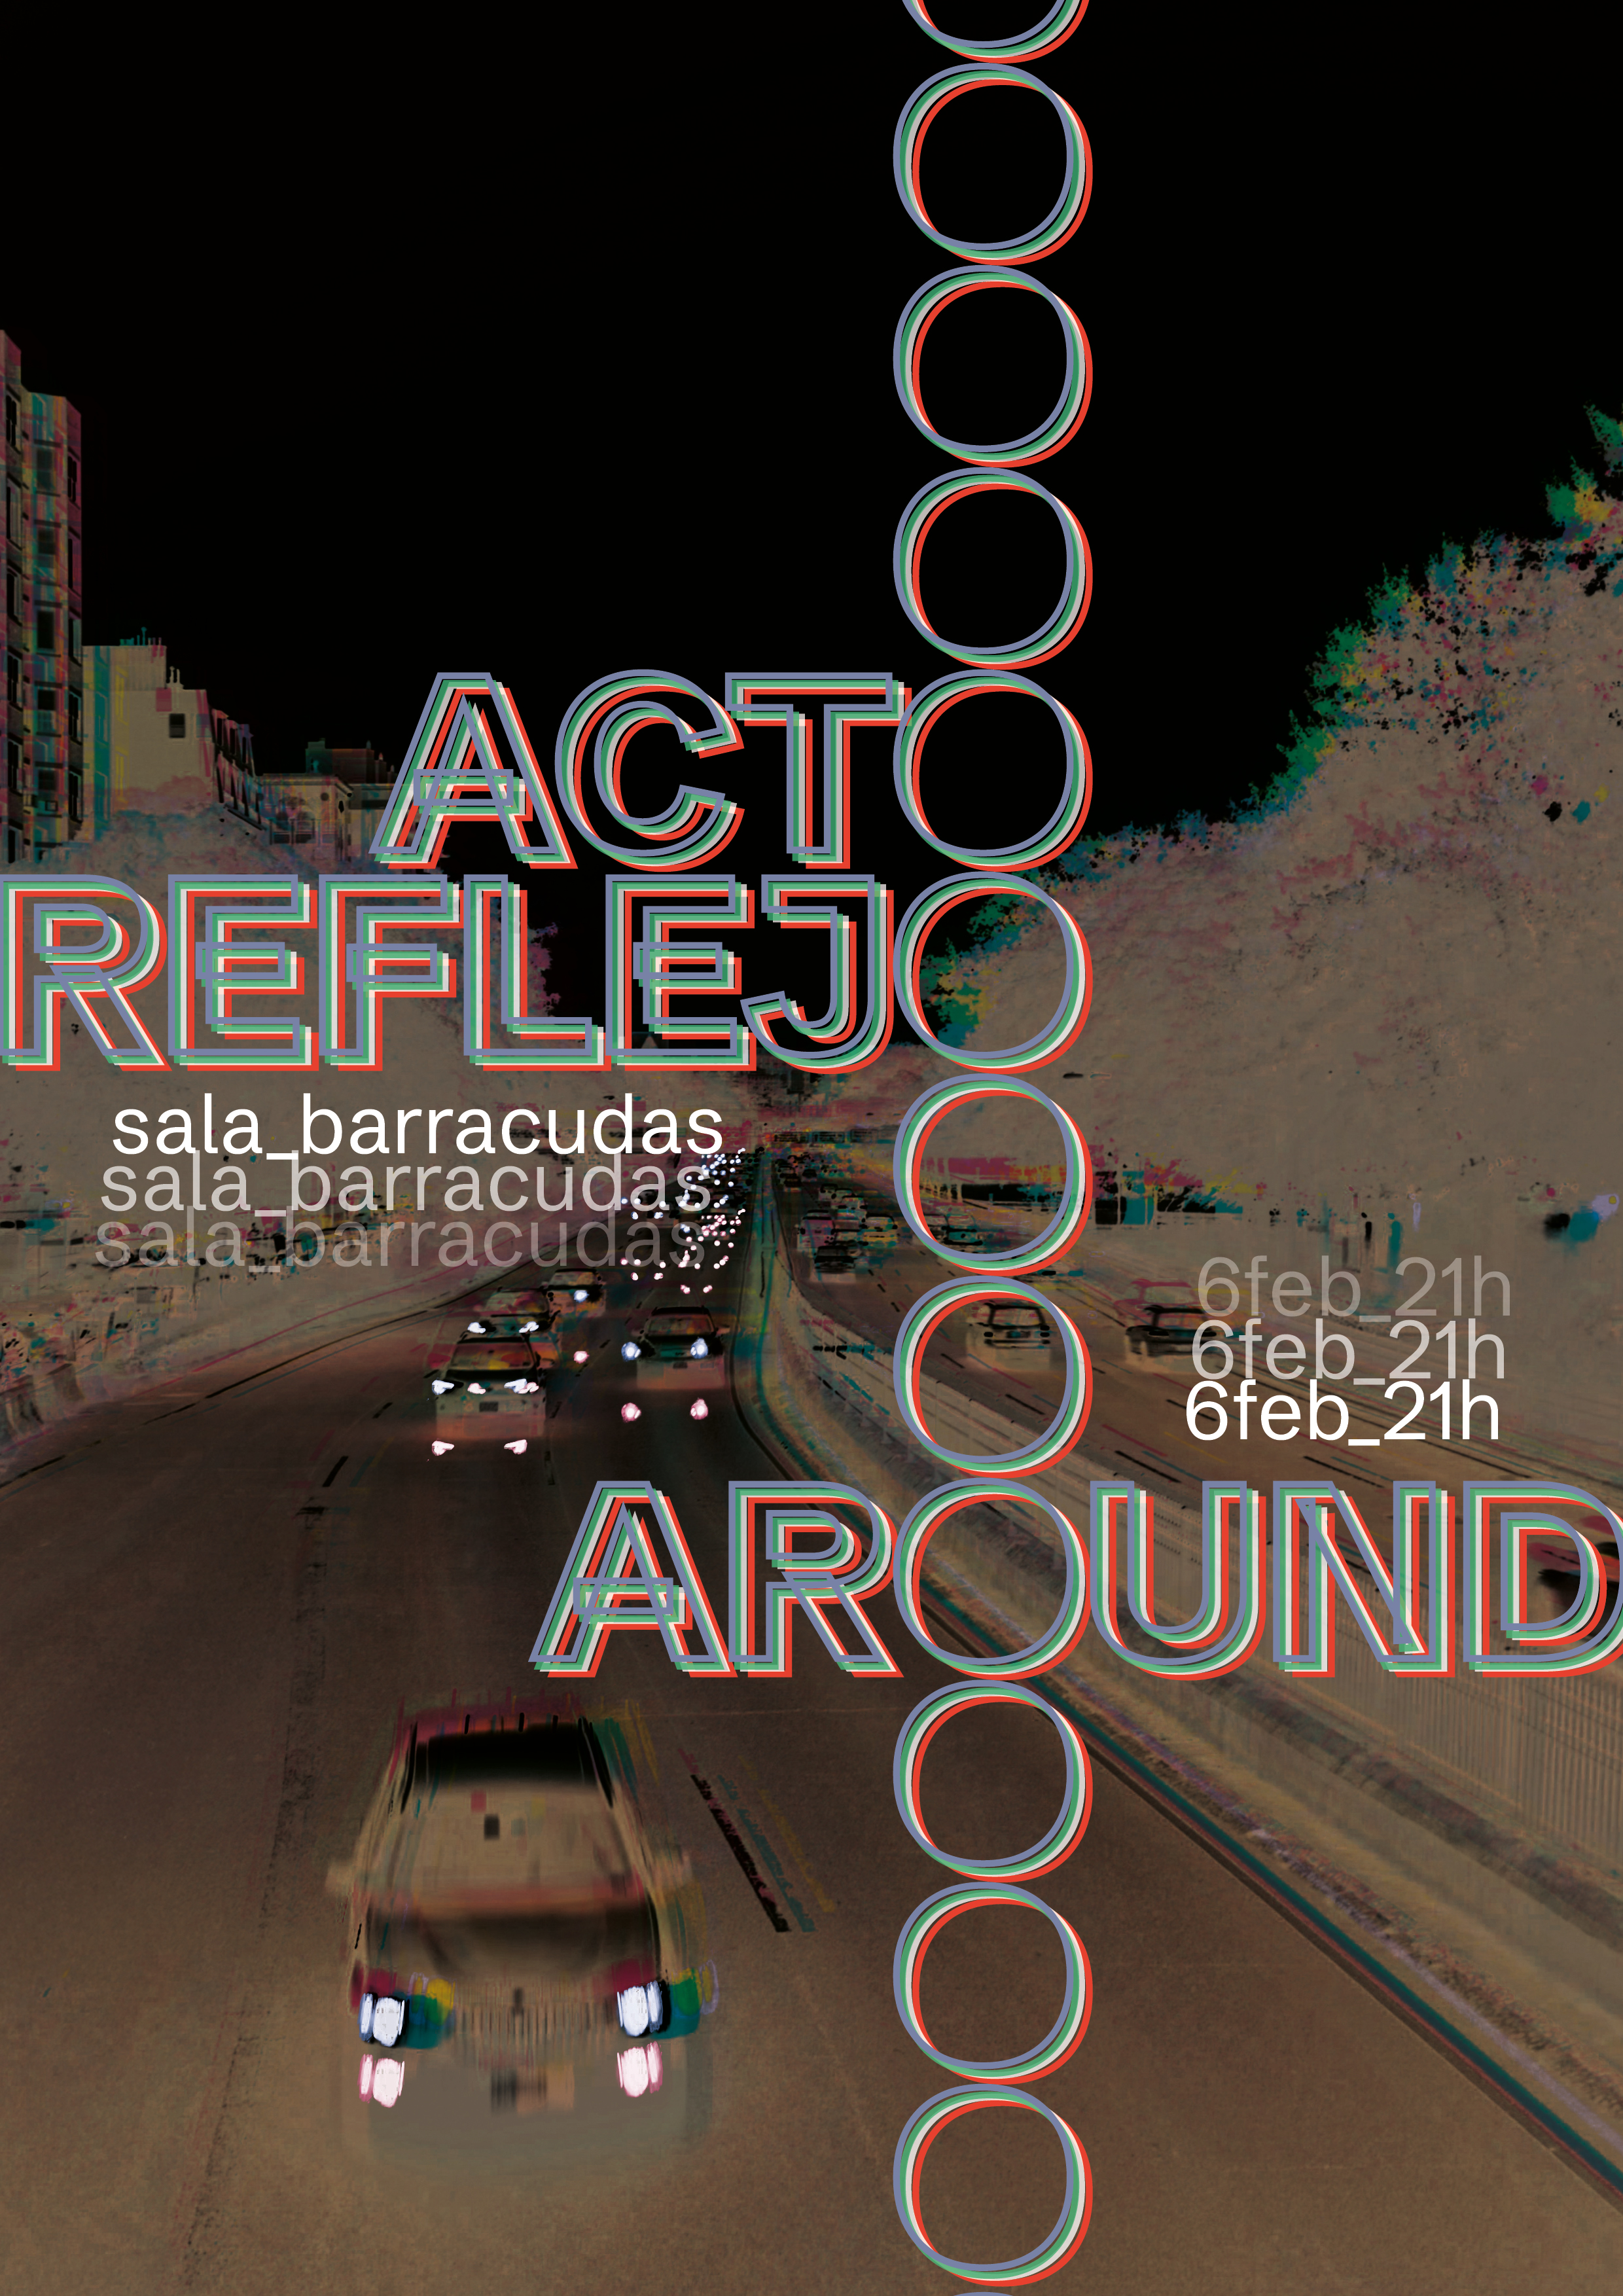 O
O
O
O
ACTO
REFLEJO
sala_barracudas
sala_barracudas
sala_barracudas
O
6feb_21h
6feb_21h
6feb_21h
O
AROUND
O
O
O